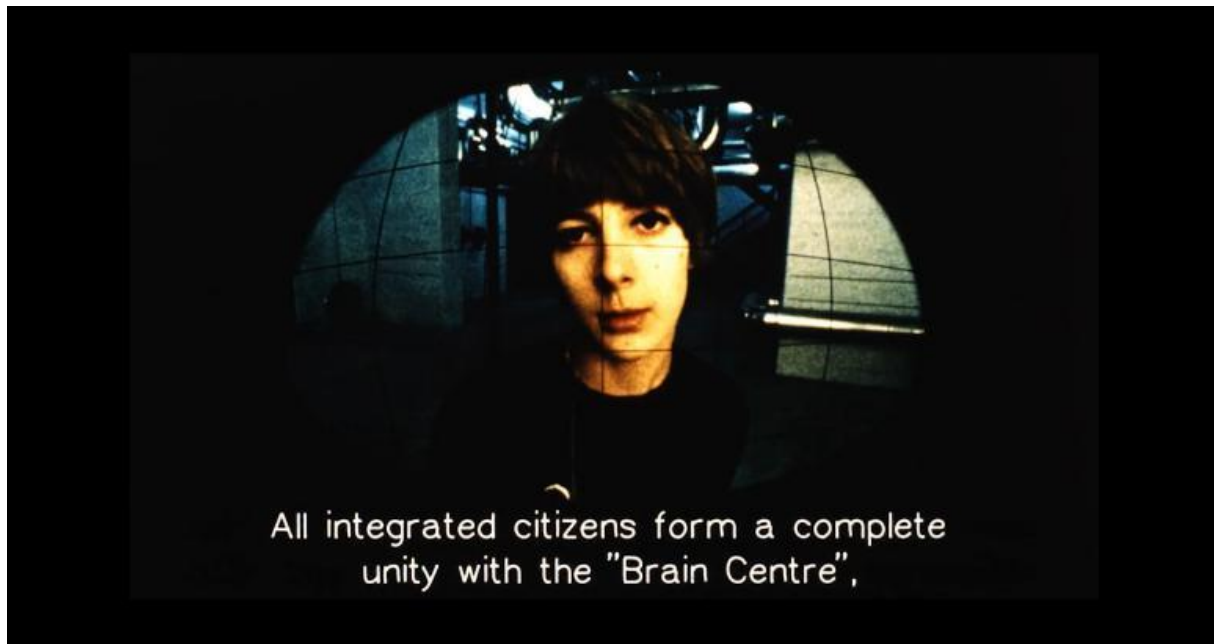 All integrated citizens form a complete
unity with the "Brain Centre",